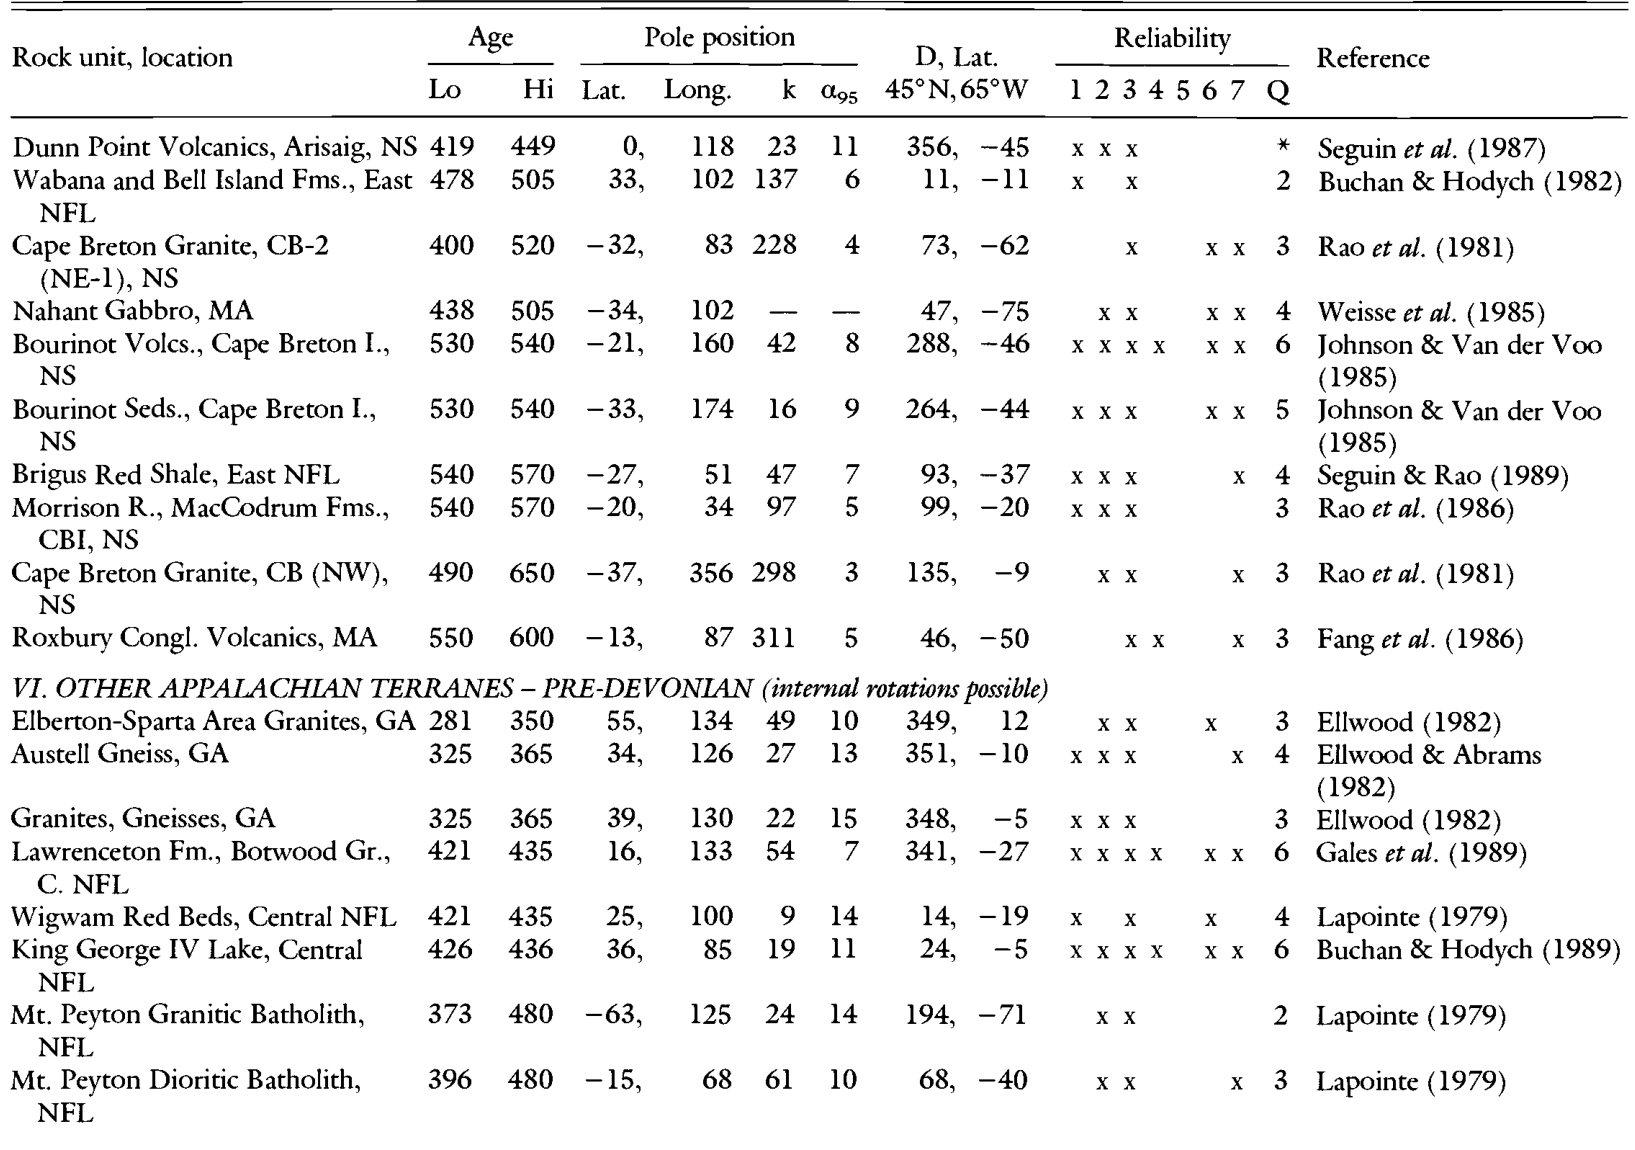 Rock unit, location Age Pole position D, Lat. Reliability Reference
Lo Hi Lat. Long. k α95 45°N, 65°W 1 2 3 4 5 6 7 Q
Dunn Point Volcanics, Arisaig, NS 419 449 0, 118 23 11 356, −45 x x x * Seguin et al. (1987)
Wabana and Bell Island Fms., East 478 505 33, 102 137 6 11, −11 x x 2 Buchan & Hodych (1982)
NFL
Cape Breton Granite, CB-2 400 520 −32, 83 228 4 73, −62 x x x 3 Rao et al. (1981)
(NE-1), NS
Nahant Gabbro, MA 438 505 −34, 102 — — 47, −75 x x x x 4 Weisse et al. (1985)
Bourinot Volcs., Cape Breton I., 530 540 −21, 160 42 8 288, −46 x x x x x x 6 Johnson & Van der Voo
NS (1985)
Bourinot Seds., Cape Breton I., 530 540 −33, 174 16 9 264, −44 x x x x x 5 Johnson & Van der Voo
NS (1985)
Brigus Red Shale, East NFL 540 570 −27, 51 47 7 93, −37 x x x x 4 Seguin & Rao (1989)
Morrison R., MacCodrum Fms., 540 570 −20, 34 97 5 99, −20 x x x 3 Rao et al. (1986)
CBI, NS
Cape Breton Granite, CB (NW), 490 650 −37, 356 298 3 135, −9 x x x 3 Rao et al. (1981)
NS
Roxbury Congl. Volcanics, MA 550 600 −13, 87 311 5 46, −50 x x x 3 Fang et al. (1986)
VI. OTHER APPALACHIAN TERRANES – PRE-DEVONIAN (internal rotations possible)
Elberton-Sparta Area Granites, GA 281 350 55, 134 49 10 349, 12 x x x 3 Ellwood (1982)
Austell Gneiss, GA 325 365 34, 126 27 13 351, −10 x x x x 4 Ellwood & Abrams
(1982)
Granites, Gneisses, GA 325 365 39, 130 22 15 348, −5 x x x 3 Ellwood (1982)
Lawrenceton Fm., Botwood Gr., 421 435 16, 133 54 7 341, −27 x x x x x x 6 Gales et al. (1989)
C. NFL
Wigwam Red Beds, Central NFL 421 435 25, 100 9 14 14, −19 x x x 4 Lapointe (1979)
King George IV Lake, Central 426 436 36, 85 19 11 24, −5 x x x x x x 6 Buchan & Hodych (1989)
NFL
Mt. Peyton Granitic Batholith, 373 480 −63, 125 24 14 194, −71 x x 2 Lapointe (1979)
NFL
Mt. Peyton Dioritic Batholith, 396 480 −15, 68 61 10 68, −40 x x x 3 Lapointe (1979)
NFL